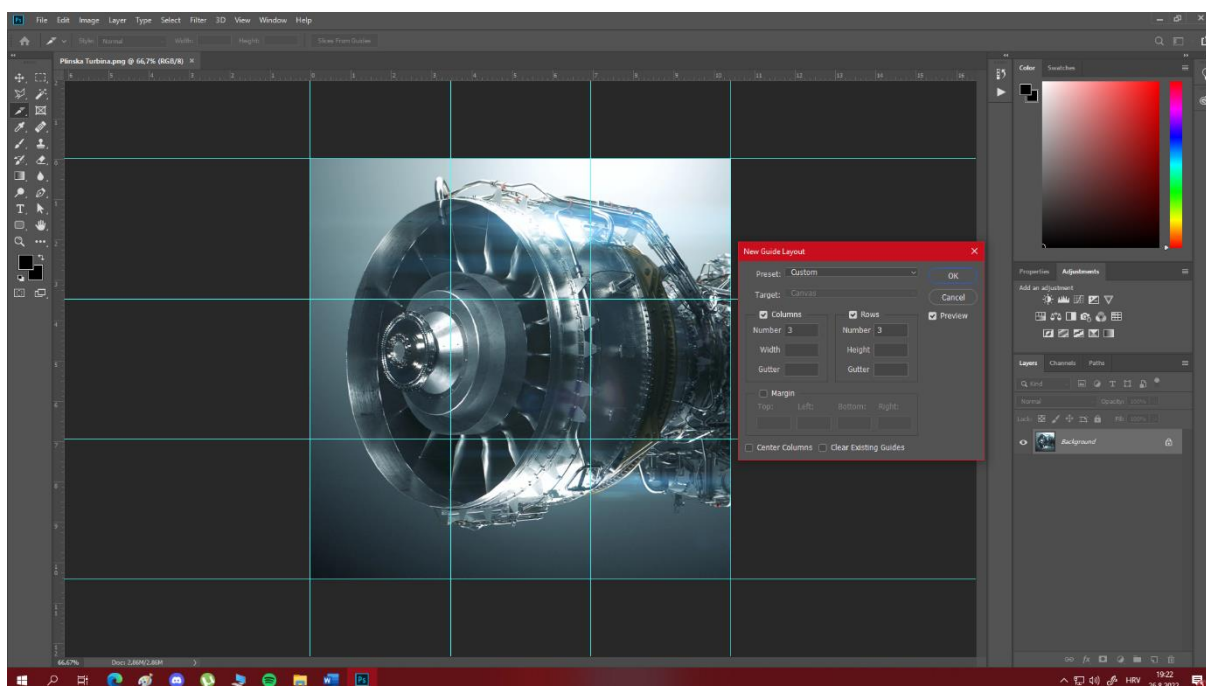 Ps File Edit Image Layer Type Select Filter 3D View Window Help
Style: Normal Width: Height: Slices From Guides
Plinska Turbina.png @ 66,7% (RGB/8) ×
Color Swatches
New Guide Layout
Preset: Custom
OK
Target: Canvas
Cancel
Columns Rows Preview
Number 3 Number 3
Width Height
Gutter Gutter
Margin
Top: Left: Bottom: Right:
Center Columns Clear Existing Guides
Properties Adjustments
Add an adjustment
Layers Channels Paths
Kind
Normal Opacity: 100%
Lock: Fill: 100%
Background
66,67% Doc: 2,86M/2,86M
Ps
HRV 19:22
26.8.2022.